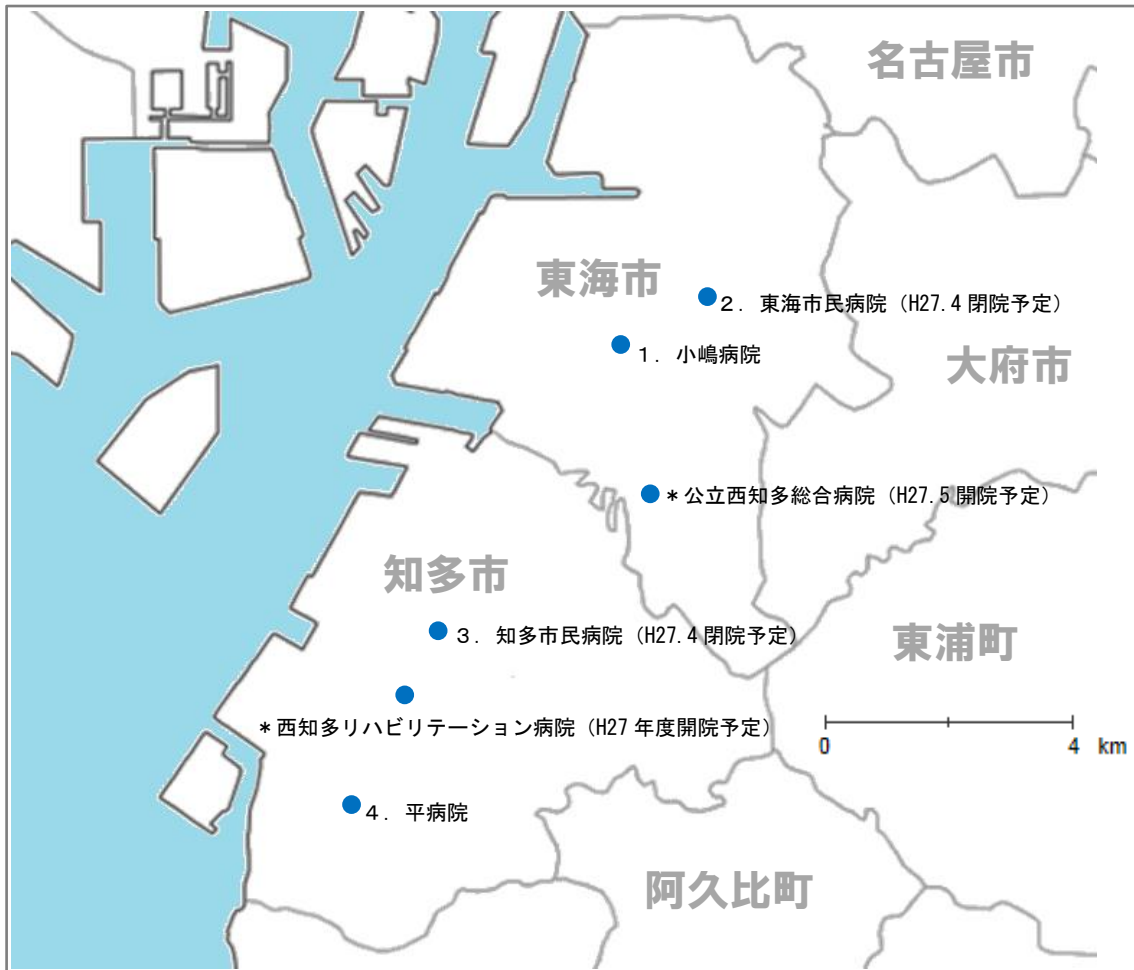 名古屋市
東海市
２．東海市民病院（H27.4閉院予定）
１．小嶋病院
大府市
＊公立西知多総合病院（H27.5開院予定）
知多市
３．知多市民病院（H27.4閉院予定）
東浦町
＊西知多リハビリテーション病院（H27年度開院予定）
0 4 km
４．平病院
阿久比町